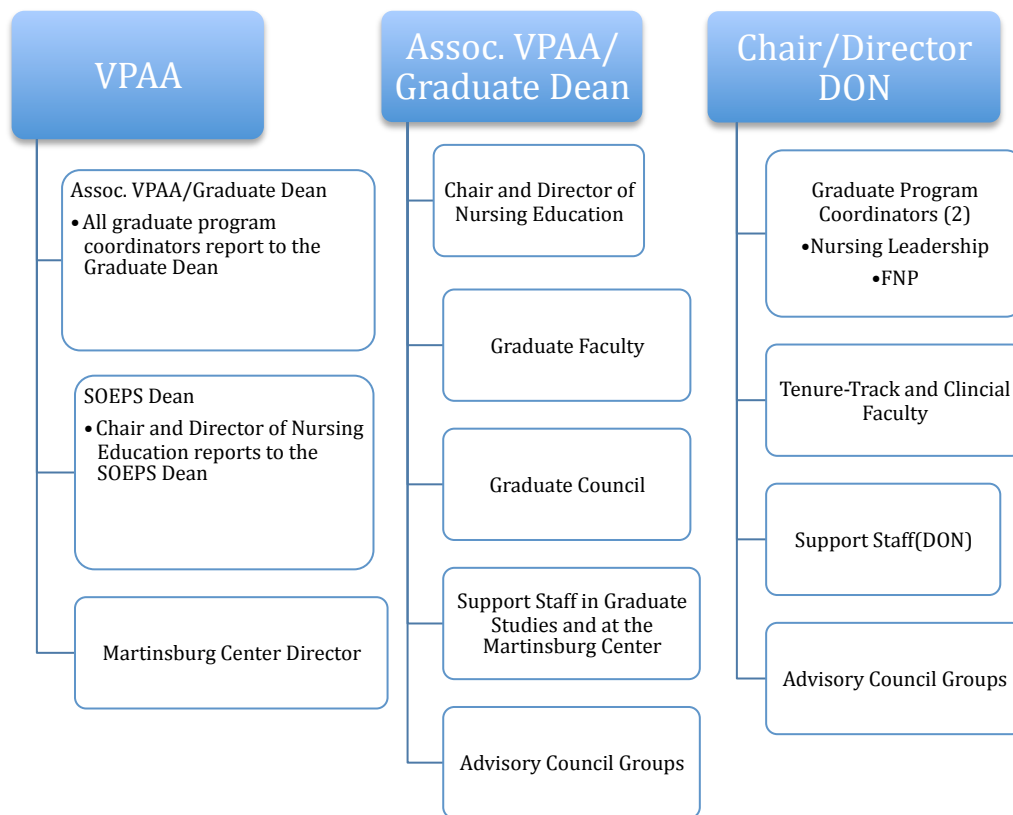 VPAA
Assoc. VPAA/Graduate Dean
•All graduate program
coordinators report to the
Graduate Dean
SOEPS Dean
•Chair and Director of Nursing
Education reports to the
SOEPS Dean
Martinsburg Center Director
Assoc. VPAA/
Graduate Dean
Chair and Director of
Nursing Education
Graduate Faculty
Graduate Council
Support Staff in Graduate
Studies and at the
Martinsburg Center
Advisory Council Groups
Chair/Director
DON
Graduate Program
Coordinators (2)
•Nursing Leadership
•FNP
Tenure-Track and Clincial
Faculty
Support Staff(DON)
Advisory Council Groups